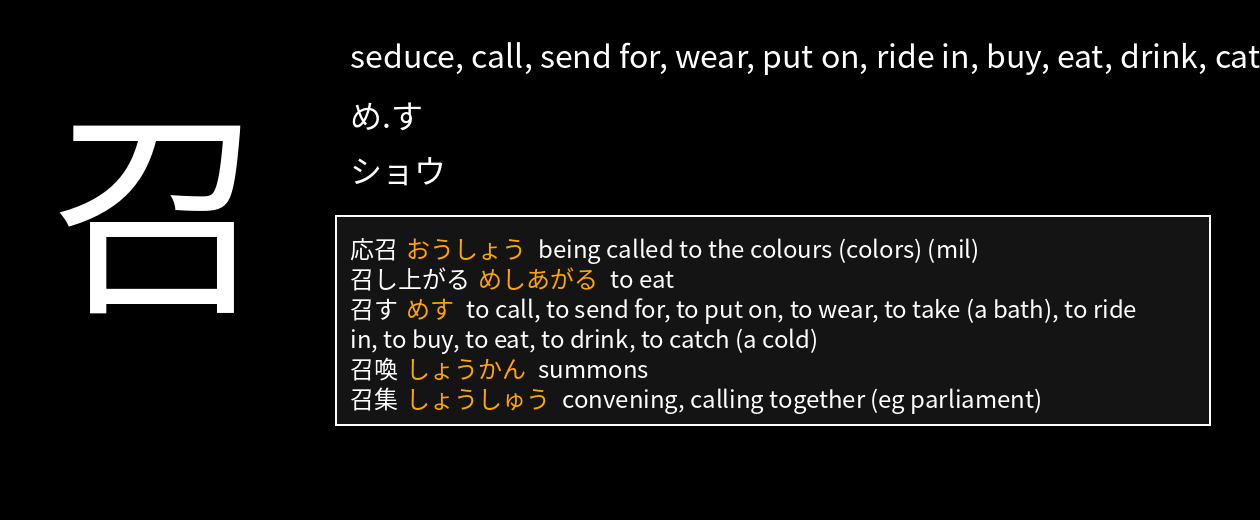 召
seduce, call, send for, wear, put on, ride in, buy, eat, drink, cat
め.す
ショウ
応召 おうしょう being called to the colours (colors) (mil)
召し上がる めしあがる to eat
召す めす to call, to send for, to put on, to wear, to take (a bath), to ride
in, to buy, to eat, to drink, to catch (a cold)
召喚 しょうかん summons
召集 しょうしゅう convening, calling together (eg parliament)